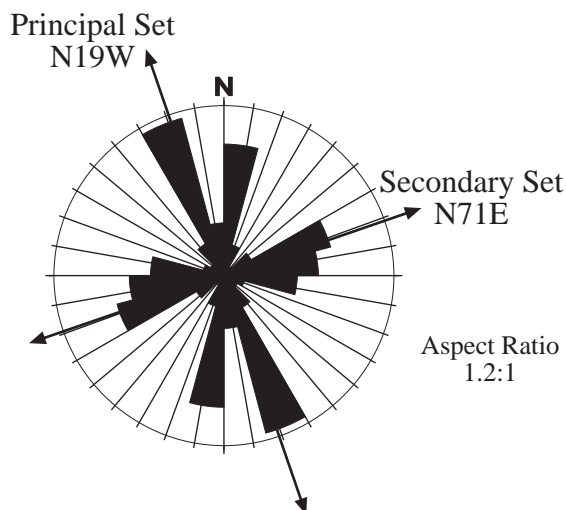 Principal Set
N19W
N
Secondary Set
N71E
Aspect Ratio
1.2:1